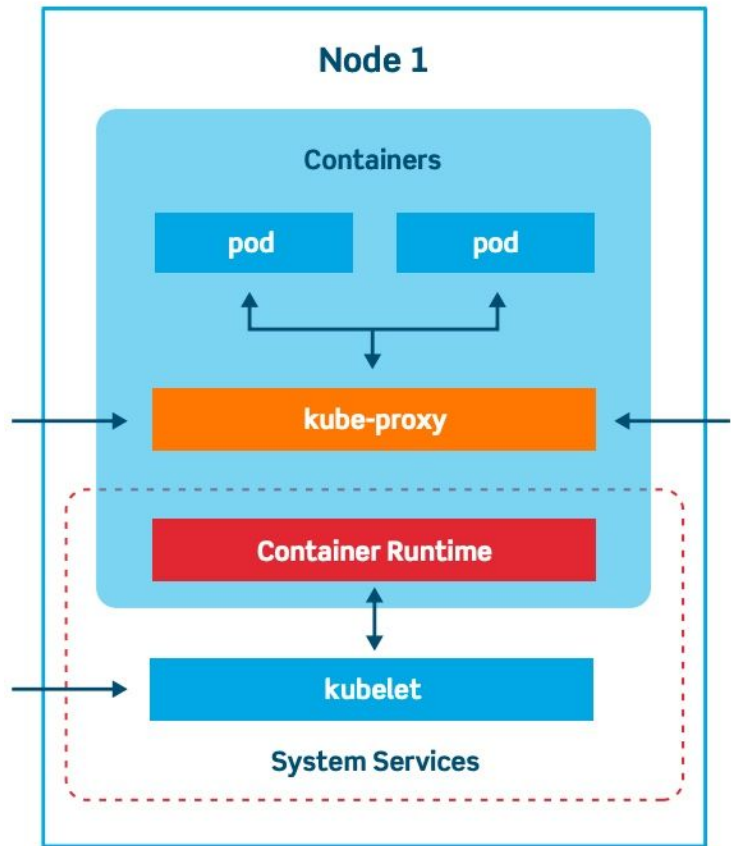 Node 1
Containers
pod
pod
kube-proxy
Container Runtime
kubelet
System Services